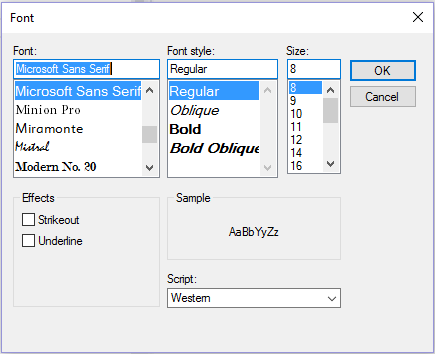 Font
Font:
Microsoft Sans Serif
Microsoft Sans Serif
Minion Pro
Miramonte
Mistral
Modern No. 20
Font style:
Regular
Regular
Oblique
Bold
Bold Oblique
Size:
8
8
9
10
11
12
14
16
OK
Cancel
Effects
Strikeout
Underline
Sample
AaBbYyZz
Script:
Western